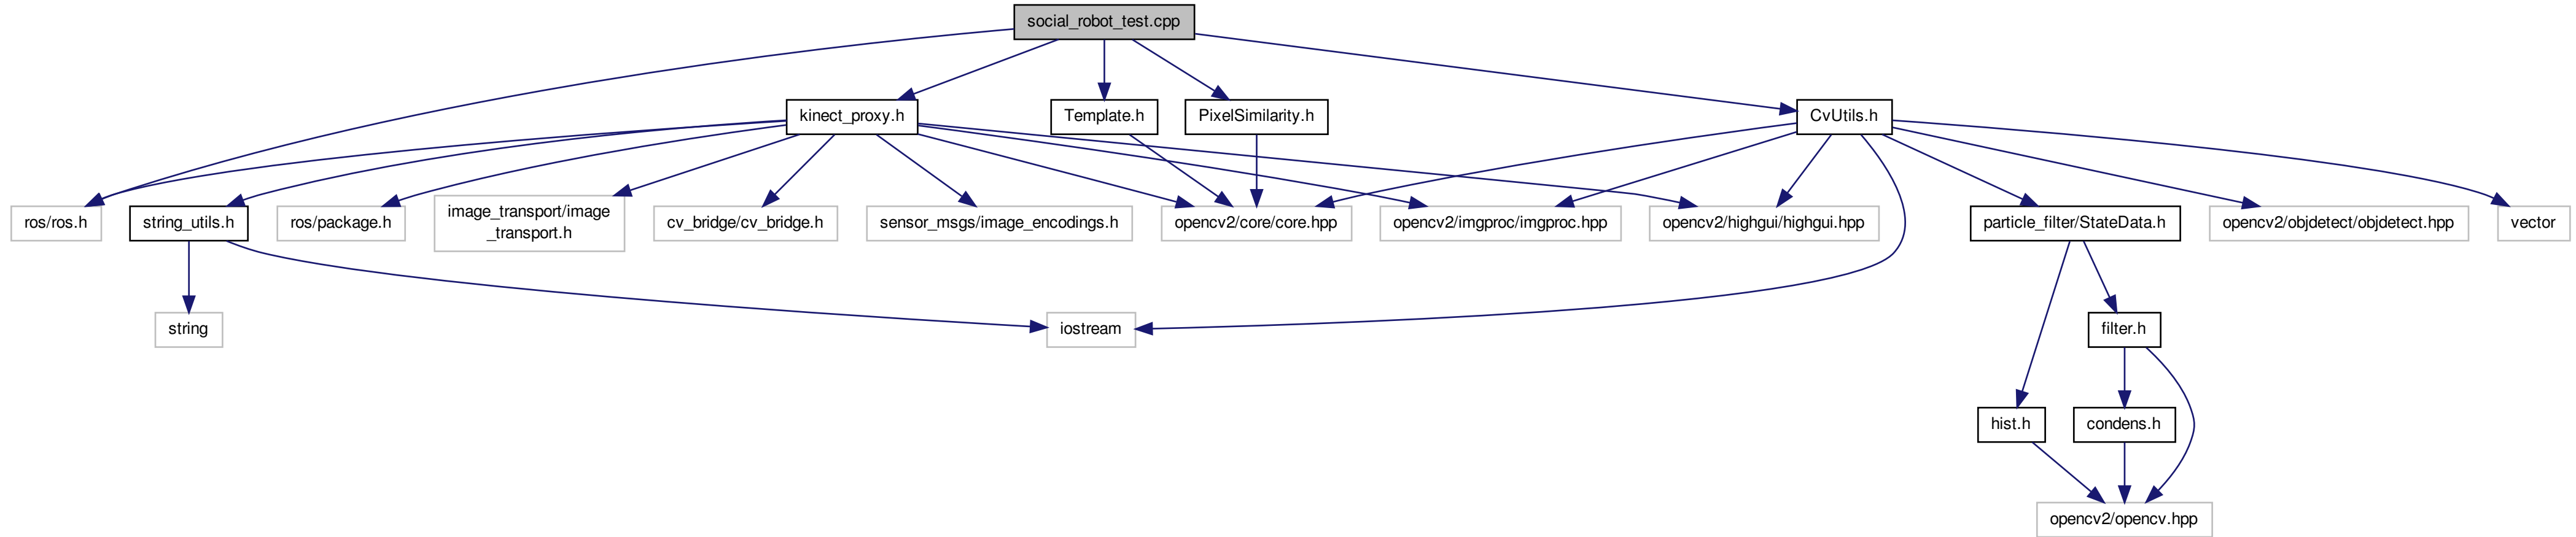 social_robot_test.cpp
kinect_proxy.h
Template.h
PixelSimilarity.h
CvUtils.h
ros/ros.h
string_utils.h
ros/package.h
image_transport/image
_transport.h
cv_bridge/cv_bridge.h
sensor_msgs/image_encodings.h
opencv2/core/core.hpp
opencv2/imgproc/imgproc.hpp
opencv2/highgui/highgui.hpp
particle_filter/StateData.h
opencv2/objdetect/objdetect.hpp
vector
string
iostream
filter.h
hist.h
condens.h
opencv2/opencv.hpp